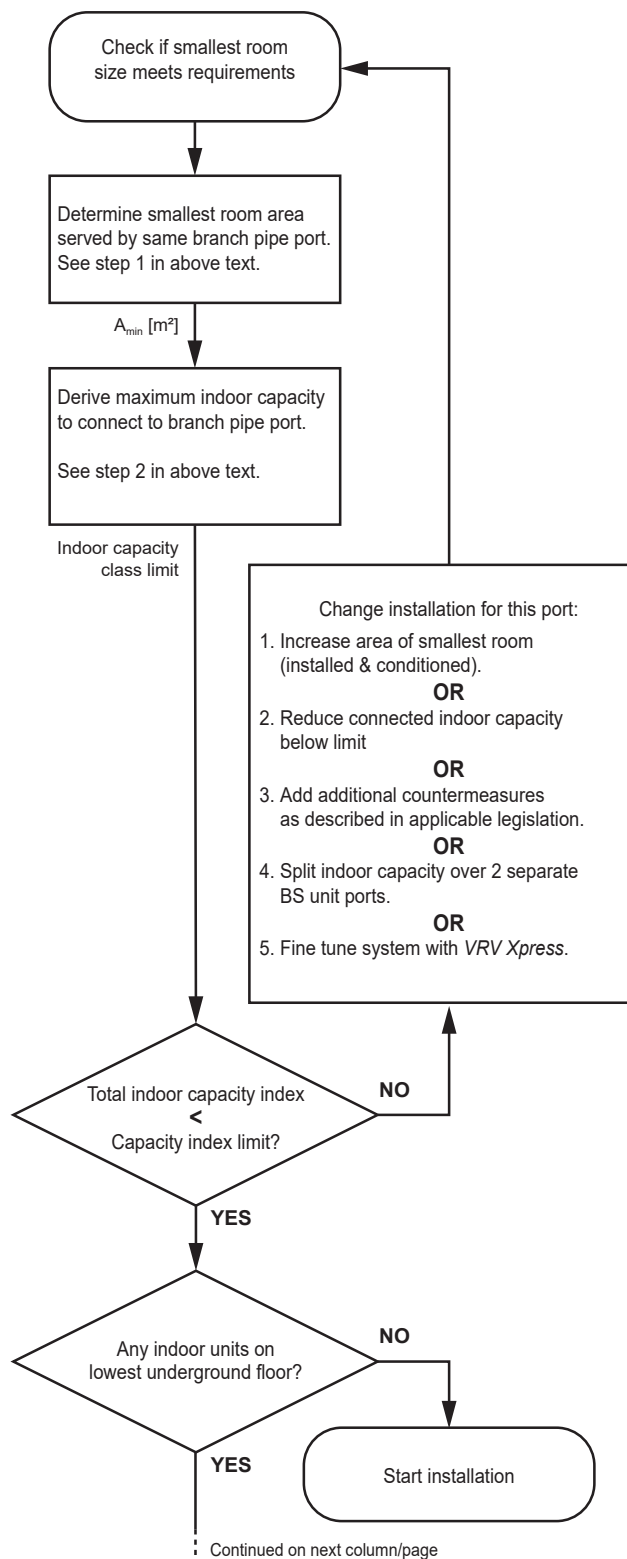 Check if smallest room
size meets requirements
Determine smallest room area
served by same branch pipe port.
See step 1 in above text.
Amin [m²]
Derive maximum indoor capacity
to connect to branch pipe port.
See step 2 in above text.
Indoor capacity
class limit
Change installation for this port:
1. Increase area of smallest room
(installed & conditioned).
OR
2. Reduce connected indoor capacity
below limit
OR
3. Add additional countermeasures
as described in applicable legislation.
OR
4. Split indoor capacity over 2 separate
BS unit ports.
OR
5. Fine tune system with VRV Xpress.
Total indoor capacity index
<
Capacity index limit?
NO
YES
Any indoor units on
lowest underground floor?
NO
YES
Start installation
Continued on next column/page